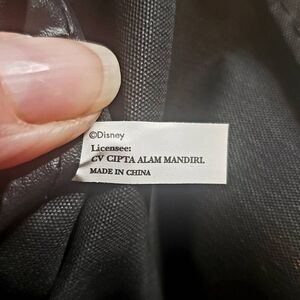 ©Disney
Licensee:
CV CIPTA ALAM MANDIRI.
MADE IN CHINA